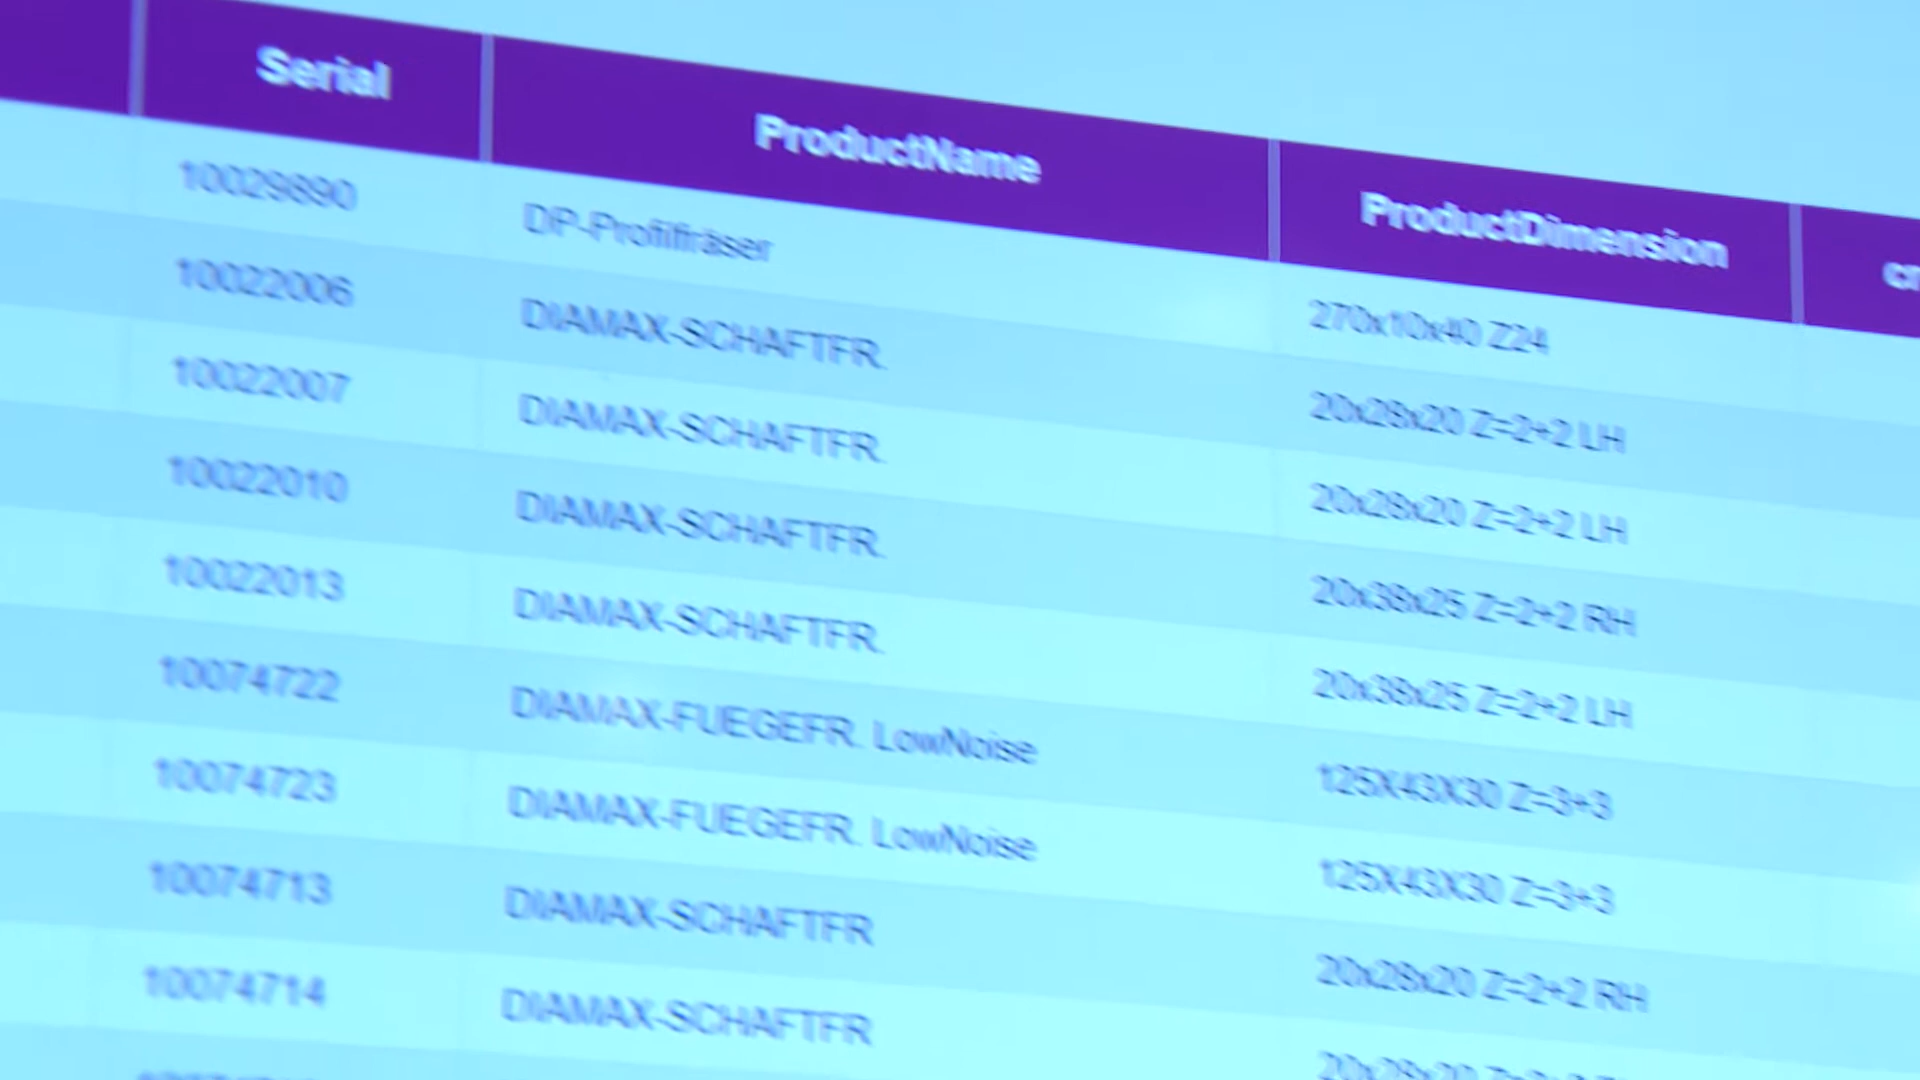 Serial ProductName ProductDimension
10029890 DP-Profilfräser 270x10x40 Z24
10022006 DIAMAX-SCHAFTFR. 20x28x20 Z=2+2 LH
10022007 DIAMAX-SCHAFTFR. 20x28x20 Z=2+2 LH
10022010 DIAMAX-SCHAFTFR. 20x38x25 Z=2+2 RH
10022013 DIAMAX-SCHAFTFR. 20x38x25 Z=2+2 LH
10074722 DIAMAX-FUEGEFR. LowNoise 125X43X30 Z=3+3
10074723 DIAMAX-FUEGEFR. LowNoise 125X43X30 Z=3+3
10074713 DIAMAX-SCHAFTFR 20x28x20 Z=2+2 RH
10074714 DIAMAX-SCHAFTFR